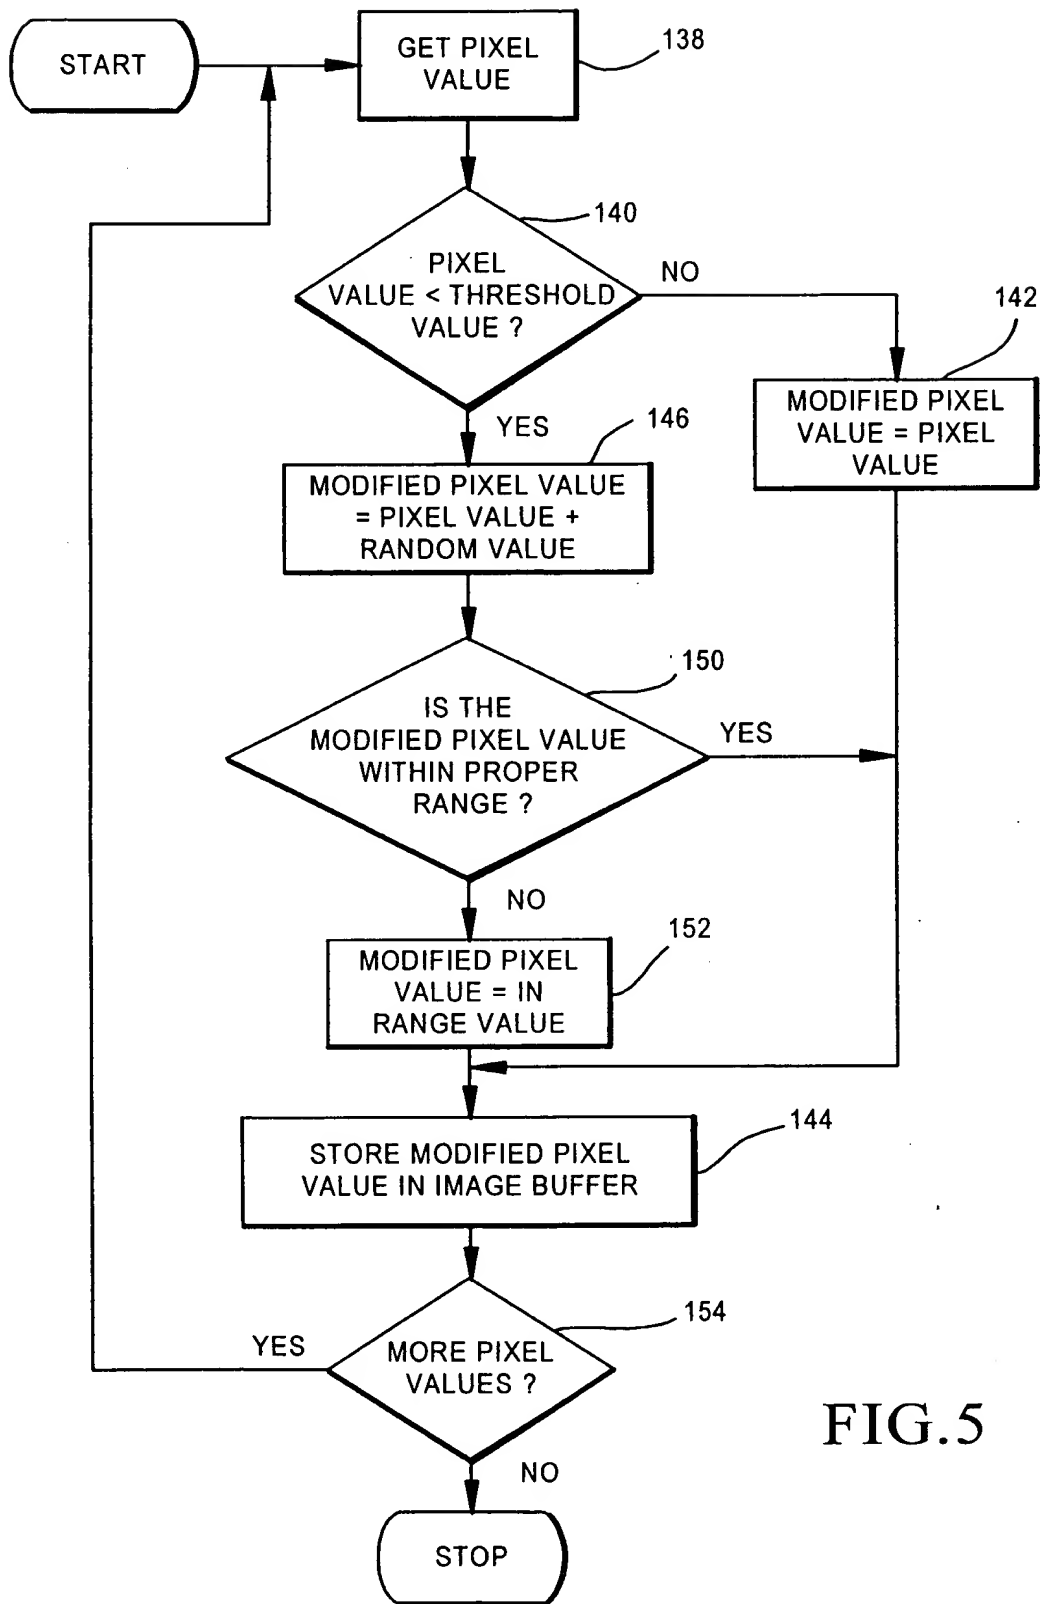 START
GET PIXEL
VALUE
138
140
PIXEL
VALUE < THRESHOLD
VALUE ?
NO
142
MODIFIED PIXEL
VALUE = PIXEL
VALUE
YES
146
MODIFIED PIXEL VALUE
= PIXEL VALUE +
RANDOM VALUE
150
IS THE
MODIFIED PIXEL VALUE
WITHIN PROPER
RANGE ?
YES
NO
152
MODIFIED PIXEL
VALUE = IN
RANGE VALUE
144
STORE MODIFIED PIXEL
VALUE IN IMAGE BUFFER
154
YES
MORE PIXEL
VALUES ?
NO
STOP
FIG.5